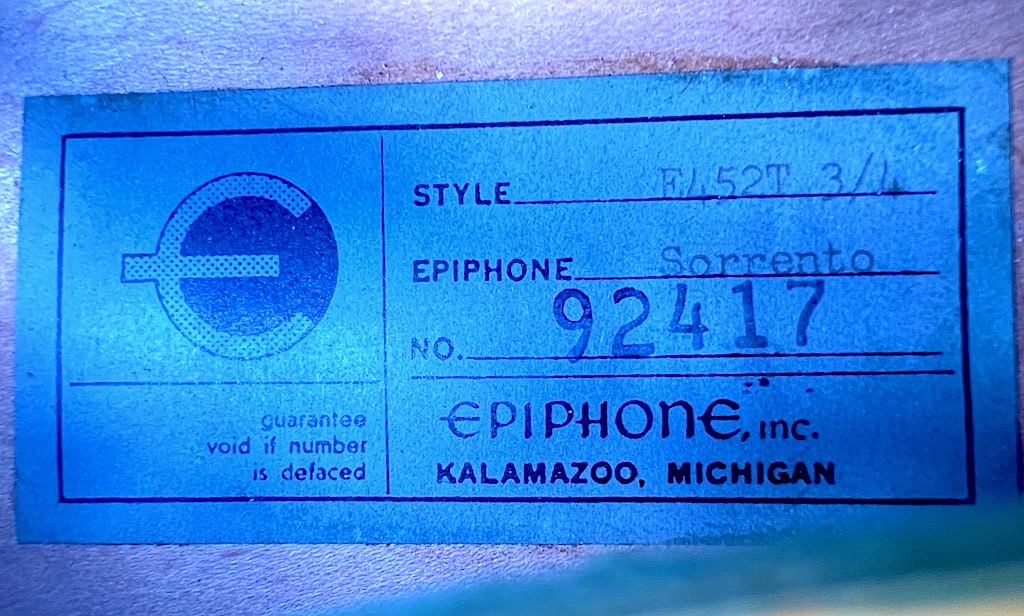 STYLE E452T 3/4
EPIPHONE Sorrento
NO. 92417
guarantee
void if number
is defaced
EPIPHONE, inc.
KALAMAZOO, MICHIGAN